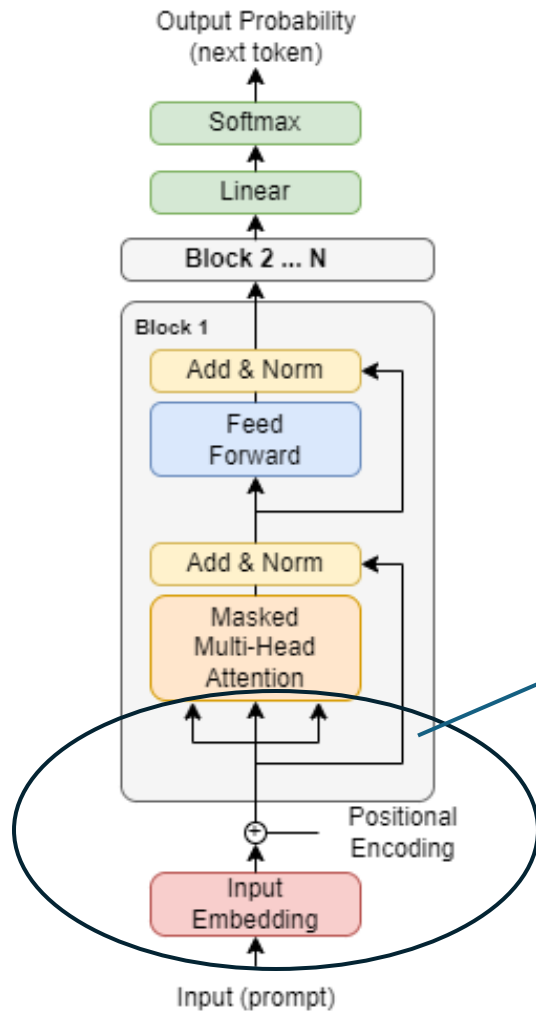 Output Probability
(next token)
Softmax
Linear
Block 2 ... N
Block 1
Add & Norm
Feed
Forward
Add & Norm
Masked
Multi-Head
Attention
Positional
Encoding
Input
Embedding
Input (prompt)